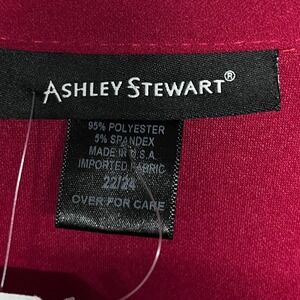 ASHLEY STEWART®
95% POLYESTER
5% SPANDEX
MADE IN U.S.A.
IMPORTED FABRIC
22/24
OVER FOR CARE